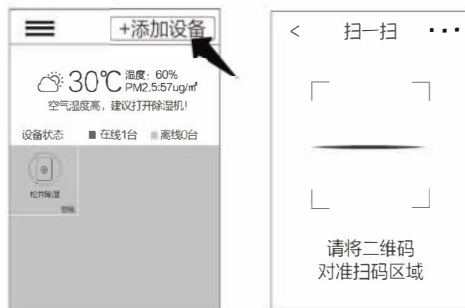 +添加设备
30℃ 湿度：60%
PM2.5:57ug/㎡
空气湿度高，建议打开除湿机!
设备状态 ■ 在线1台 ■ 离线0台
松井除湿
< 扫一扫 ···
请将二维码
对准扫码区域